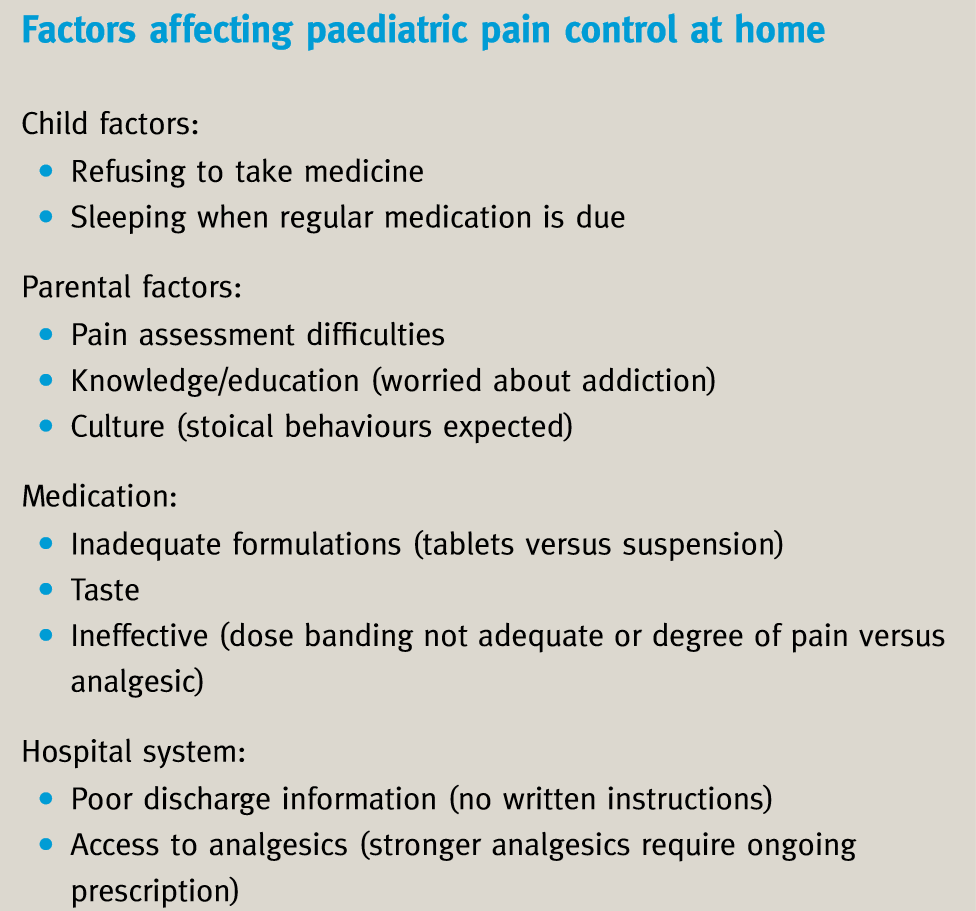 Factors affecting paediatric pain control at home
Child factors:
• Refusing to take medicine
• Sleeping when regular medication is due
Parental factors:
• Pain assessment difficulties
• Knowledge/education (worried about addiction)
• Culture (stoical behaviours expected)
Medication:
• Inadequate formulations (tablets versus suspension)
• Taste
• Ineffective (dose banding not adequate or degree of pain versus
analgesic)
Hospital system:
• Poor discharge information (no written instructions)
• Access to analgesics (stronger analgesics require ongoing
prescription)